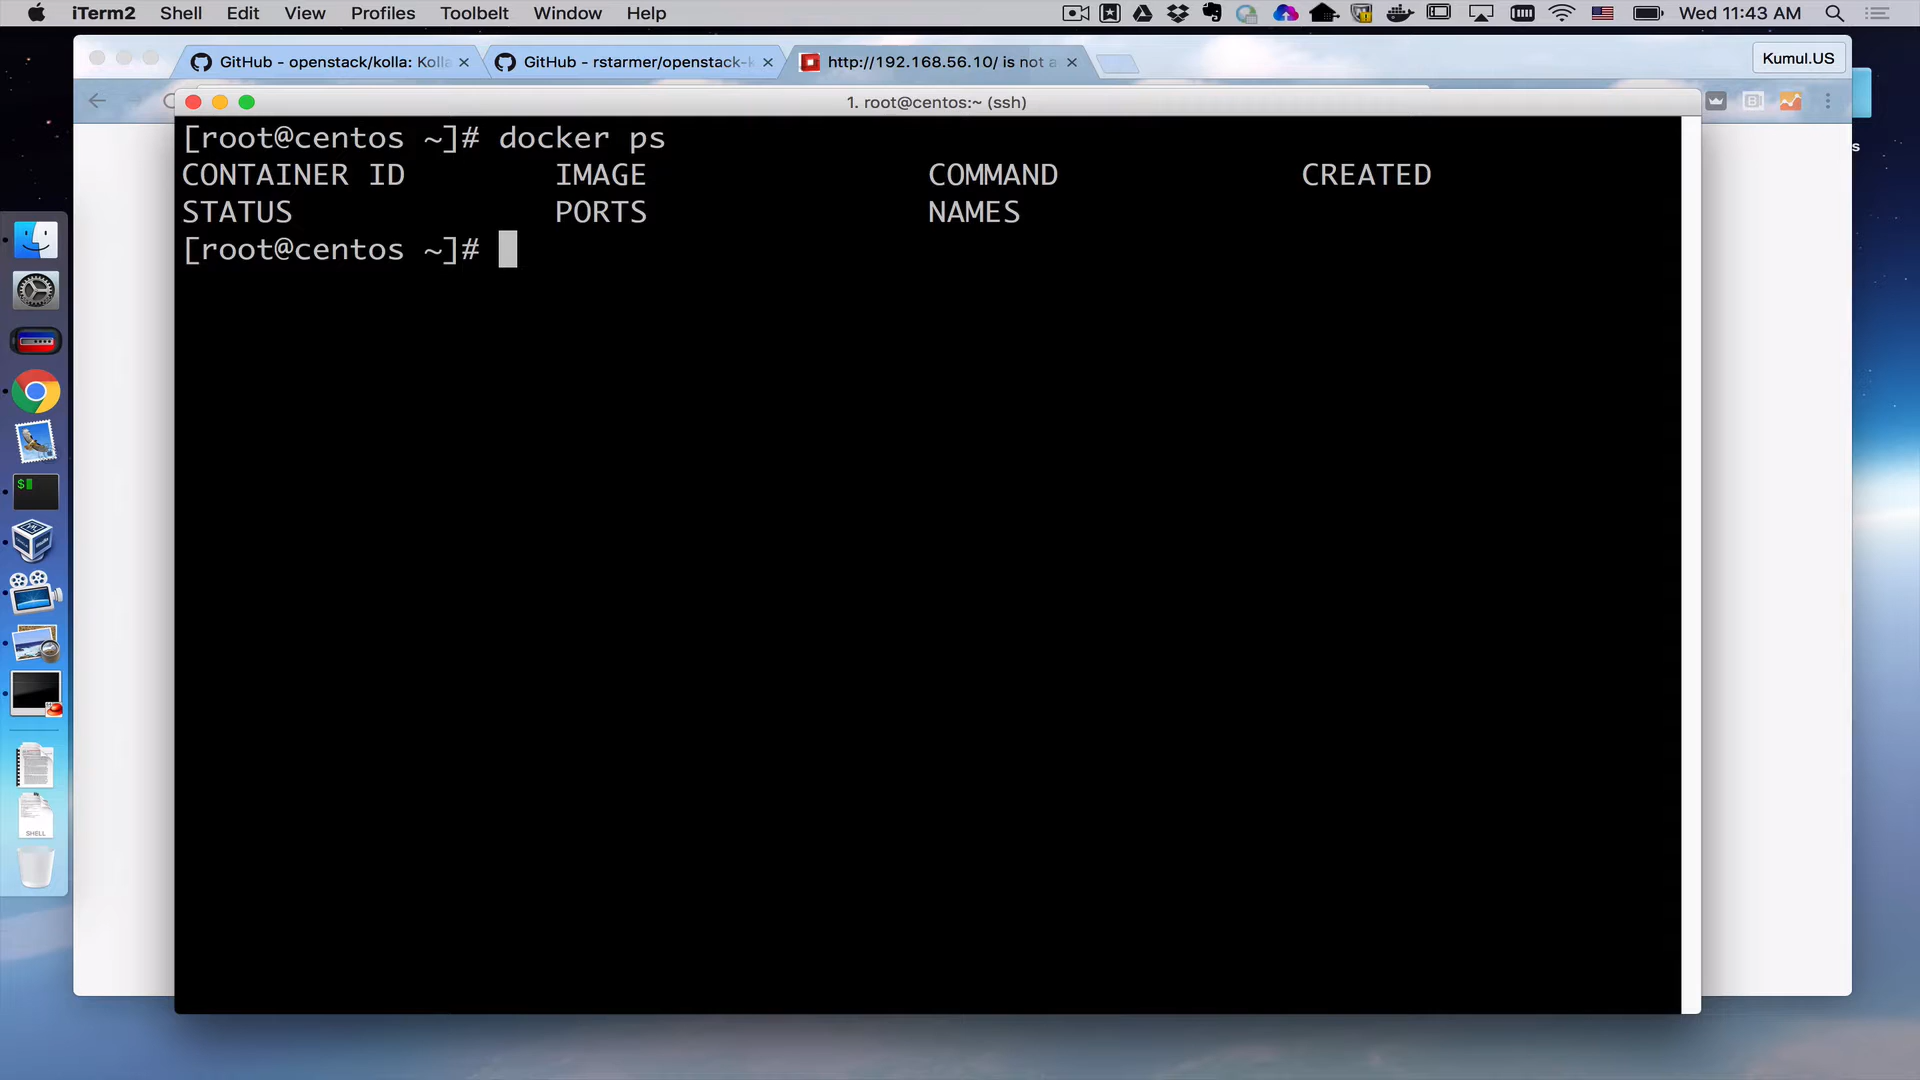 iTerm2 Shell Edit View Profiles Toolbelt Window Help Wed 11:43 AM
GitHub - openstack/kolla: Kolla GitHub - rstarmer/openstack-k http://192.168.56.10/ is not a Kumul.US
1. root@centos:~ (ssh)
[root@centos ~]# docker ps
CONTAINER ID IMAGE COMMAND CREATED
STATUS PORTS NAMES
[root@centos ~]#
s
$
SHELL